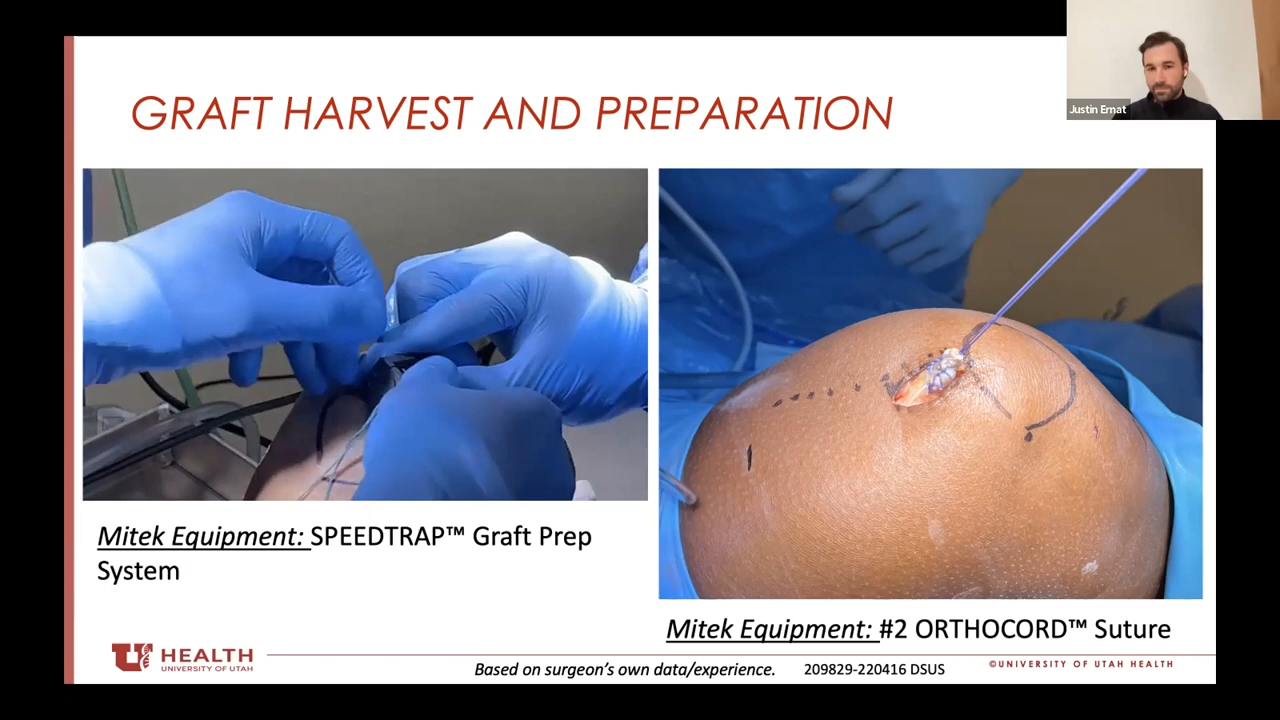 Justin Ernat
GRAFT HARVEST AND PREPARATION
Mitek Equipment: SPEEDTRAP™ Graft Prep
System
Mitek Equipment: #2 ORTHOCORD™ Suture
U HEALTH
UNIVERSITY OF UTAH
Based on surgeon's own data/experience.
209829-220416 DSUS
©UNIVERSITY OF UTAH HEALTH